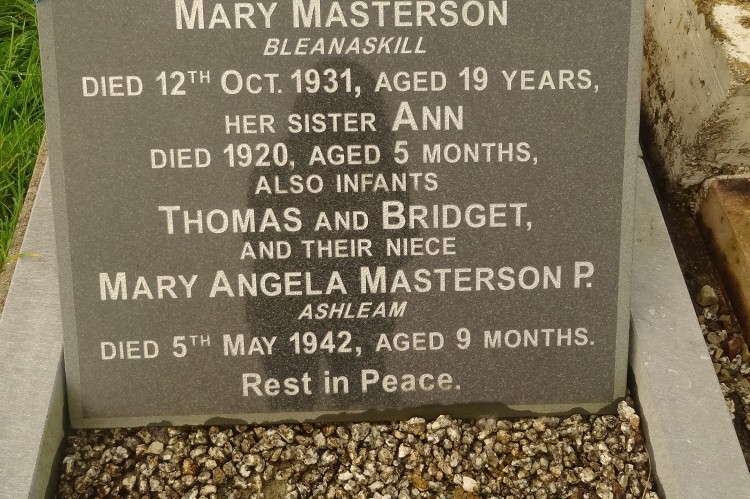 MARY MASTERSON
BLEANASKILL
DIED 12TH OCT. 1931, AGED 19 YEARS,
HER SISTER ANN
DIED 1920, AGED 5 MONTHS,
ALSO INFANTS
THOMAS AND BRIDGET,
AND THEIR NIECE
MARY ANGELA MASTERSON P.
ASHLEAM
DIED 5TH MAY 1942, AGED 9 MONTHS.
Rest in Peace.